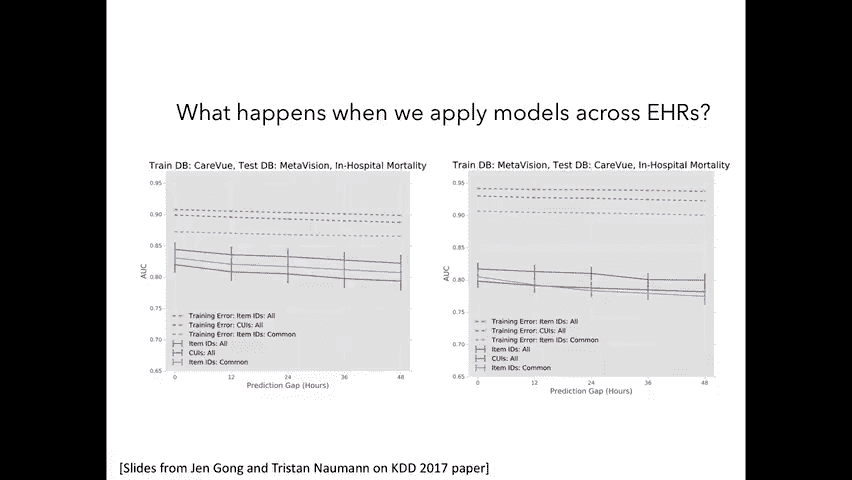 What happens when we apply models across EHRs?
Train DB: CareVue, Test DB: MetaVision, In-Hospital Mortality
0.95
0.90
0.85
0.80
0.75
0.70
0.65
AUC
Training Error: Item IDs: All
Training Error: CUIs: All
Training Error: Item IDs: Common
Item IDs: All
CUIs: All
Item IDs: Common
0 12 24 36 48
Prediction Gap (Hours)
Train DB: MetaVision, Test DB: CareVue, In-Hospital Mortality
0.95
0.90
0.85
0.80
0.75
0.70
0.65
AUC
Training Error: Item IDs: All
Training Error: CUIs: All
Training Error: Item IDs: Common
Item IDs: All
CUIs: All
Item IDs: Common
0 12 24 36 48
Prediction Gap (Hours)
[Slides from Jen Gong and Tristan Naumann on KDD 2017 paper]